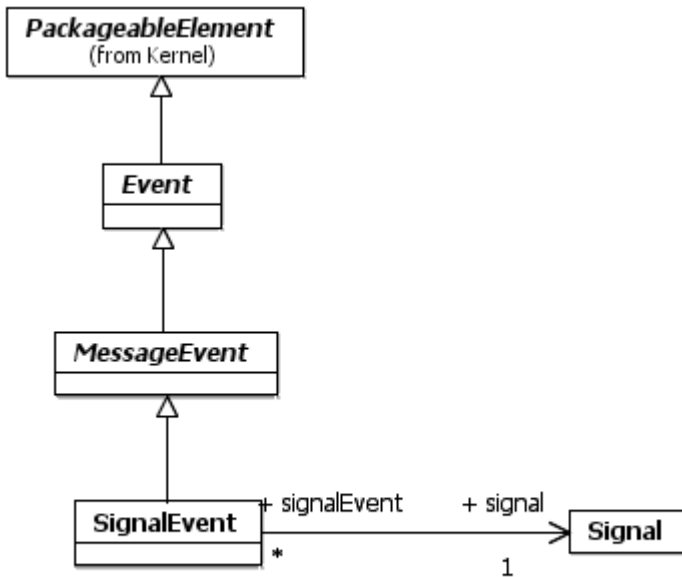 PackageableElement
(from Kernel)
Event
MessageEvent
SignalEvent
+ signalEvent
+ signal
*
1
Signal